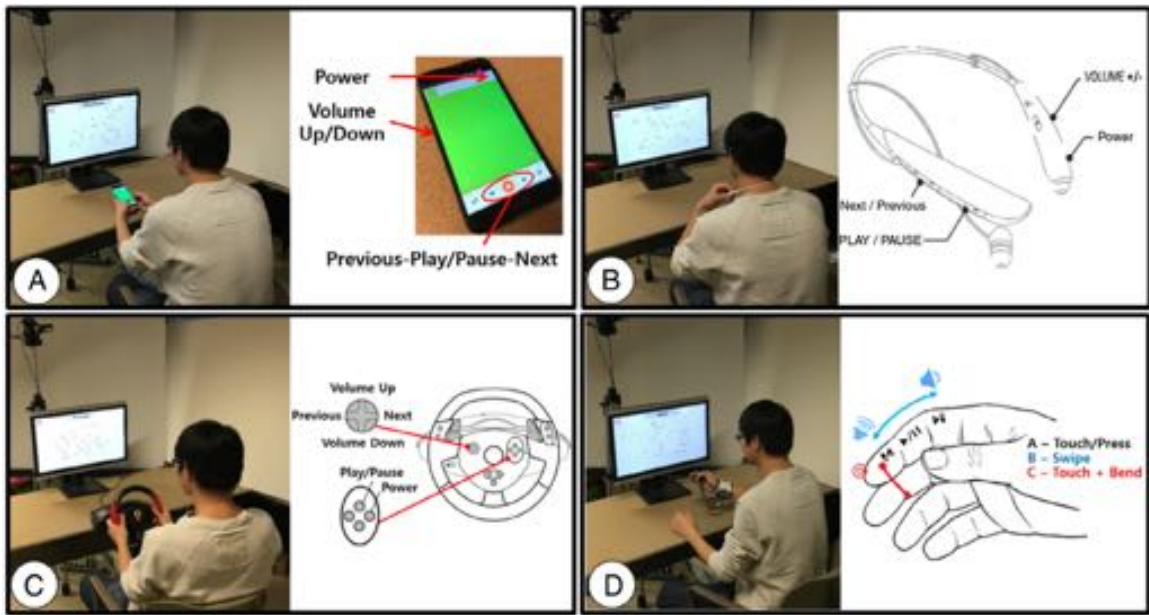 Power
Volume
Up/Down
Previous-Play/Pause-Next
A
VOLUME +/-
Power
Next / Previous
PLAY / PAUSE
B
Volume Up
Previous
Next
Volume Down
Play/Pause
Power
C
A – Touch/Press
B – Swipe
C – Touch + Bend
D